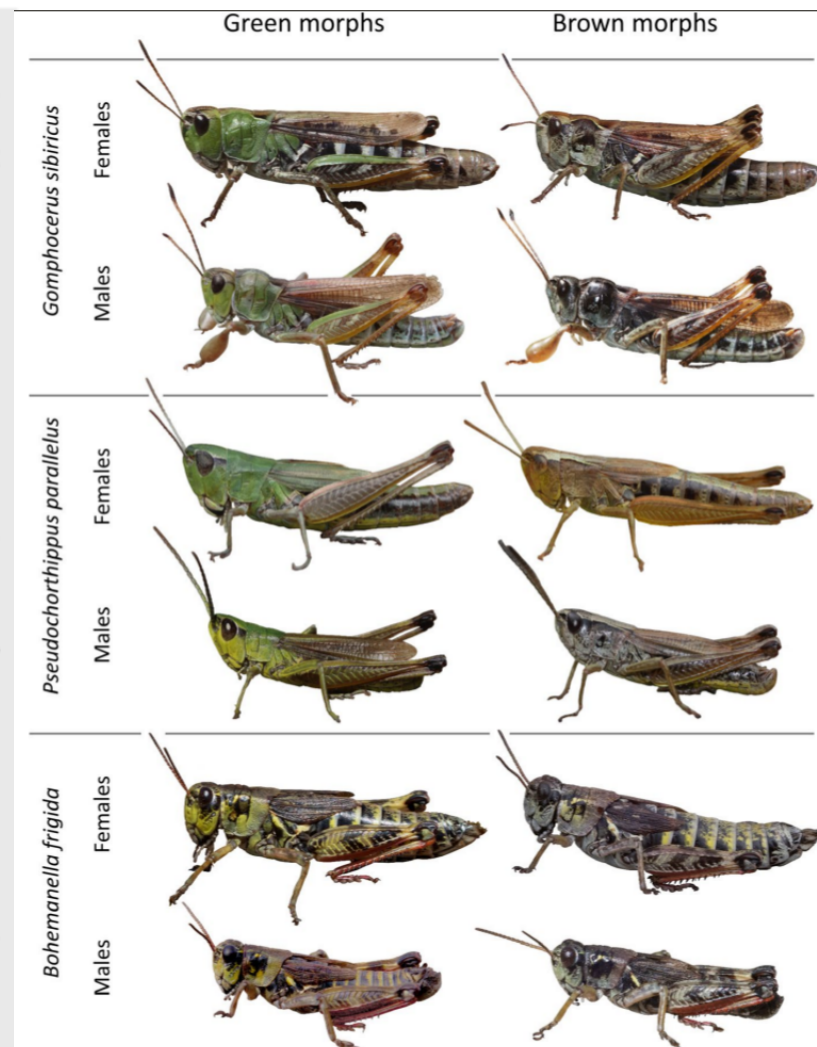 Green morphs
Brown morphs
Gomphocerus sibiricus
Females
Males
Pseudochorthippus parallelus
Females
Males
Bohemanella frigida
Females
Males